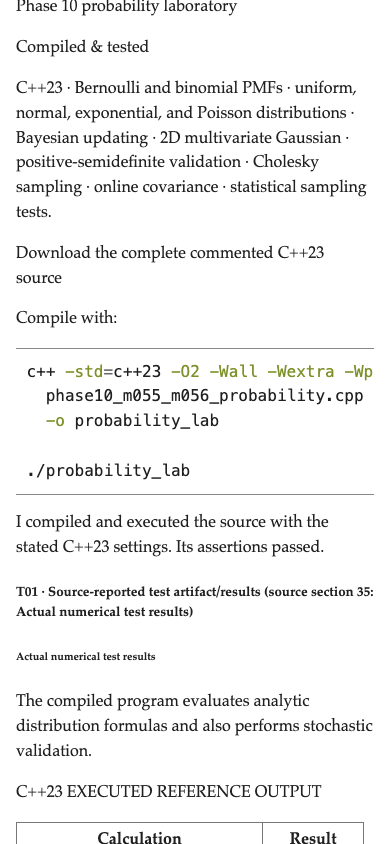 Phase 10 probability laboratory
Compiled & tested
C++23 · Bernoulli and binomial PMFs · uniform,
normal, exponential, and Poisson distributions ·
Bayesian updating · 2D multivariate Gaussian ·
positive-semidefinite validation · Cholesky
sampling · online covariance · statistical sampling
tests.
Download the complete commented C++23
source
Compile with:
c++ -std=c++23 -O2 -Wall -Wextra -Wp
phase10_m055_m056_probability.cpp
-o probability_lab
./probability_lab
I compiled and executed the source with the
stated C++23 settings. Its assertions passed.
T01 · Source-reported test artifact/results (source section 35:
Actual numerical test results)
Actual numerical test results
The compiled program evaluates analytic
distribution formulas and also performs stochastic
validation.
C++23 EXECUTED REFERENCE OUTPUT
Calculation Result